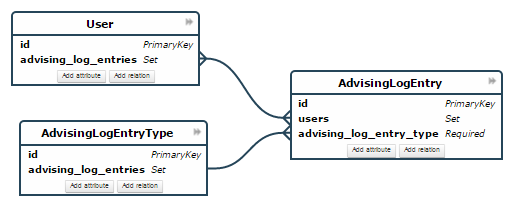 User
id PrimaryKey
advising_log_entries Set
Add attribute Add relation
AdvisingLogEntryType
id PrimaryKey
advising_log_entries Set
Add attribute Add relation
AdvisingLogEntry
id PrimaryKey
users Set
advising_log_entry_type Required
Add attribute Add relation